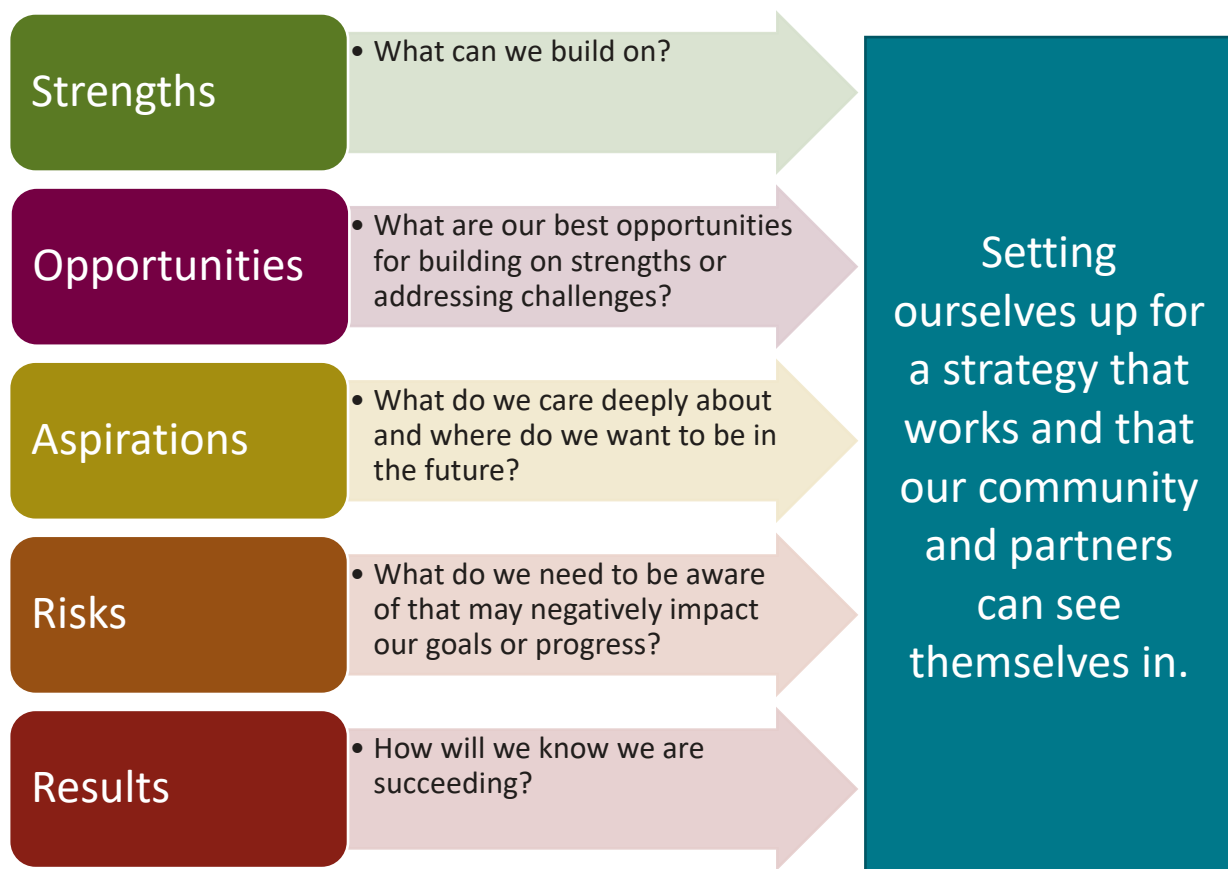 Strengths
• What can we build on?
Opportunities
• What are our best opportunities
for building on strengths or
addressing challenges?
Aspirations
• What do we care deeply about
and where do we want to be in
the future?
Risks
• What do we need to be aware
of that may negatively impact
our goals or progress?
Results
• How will we know we are
succeeding?
Setting
ourselves up for
a strategy that
works and that
our community
and partners
can see
themselves in.